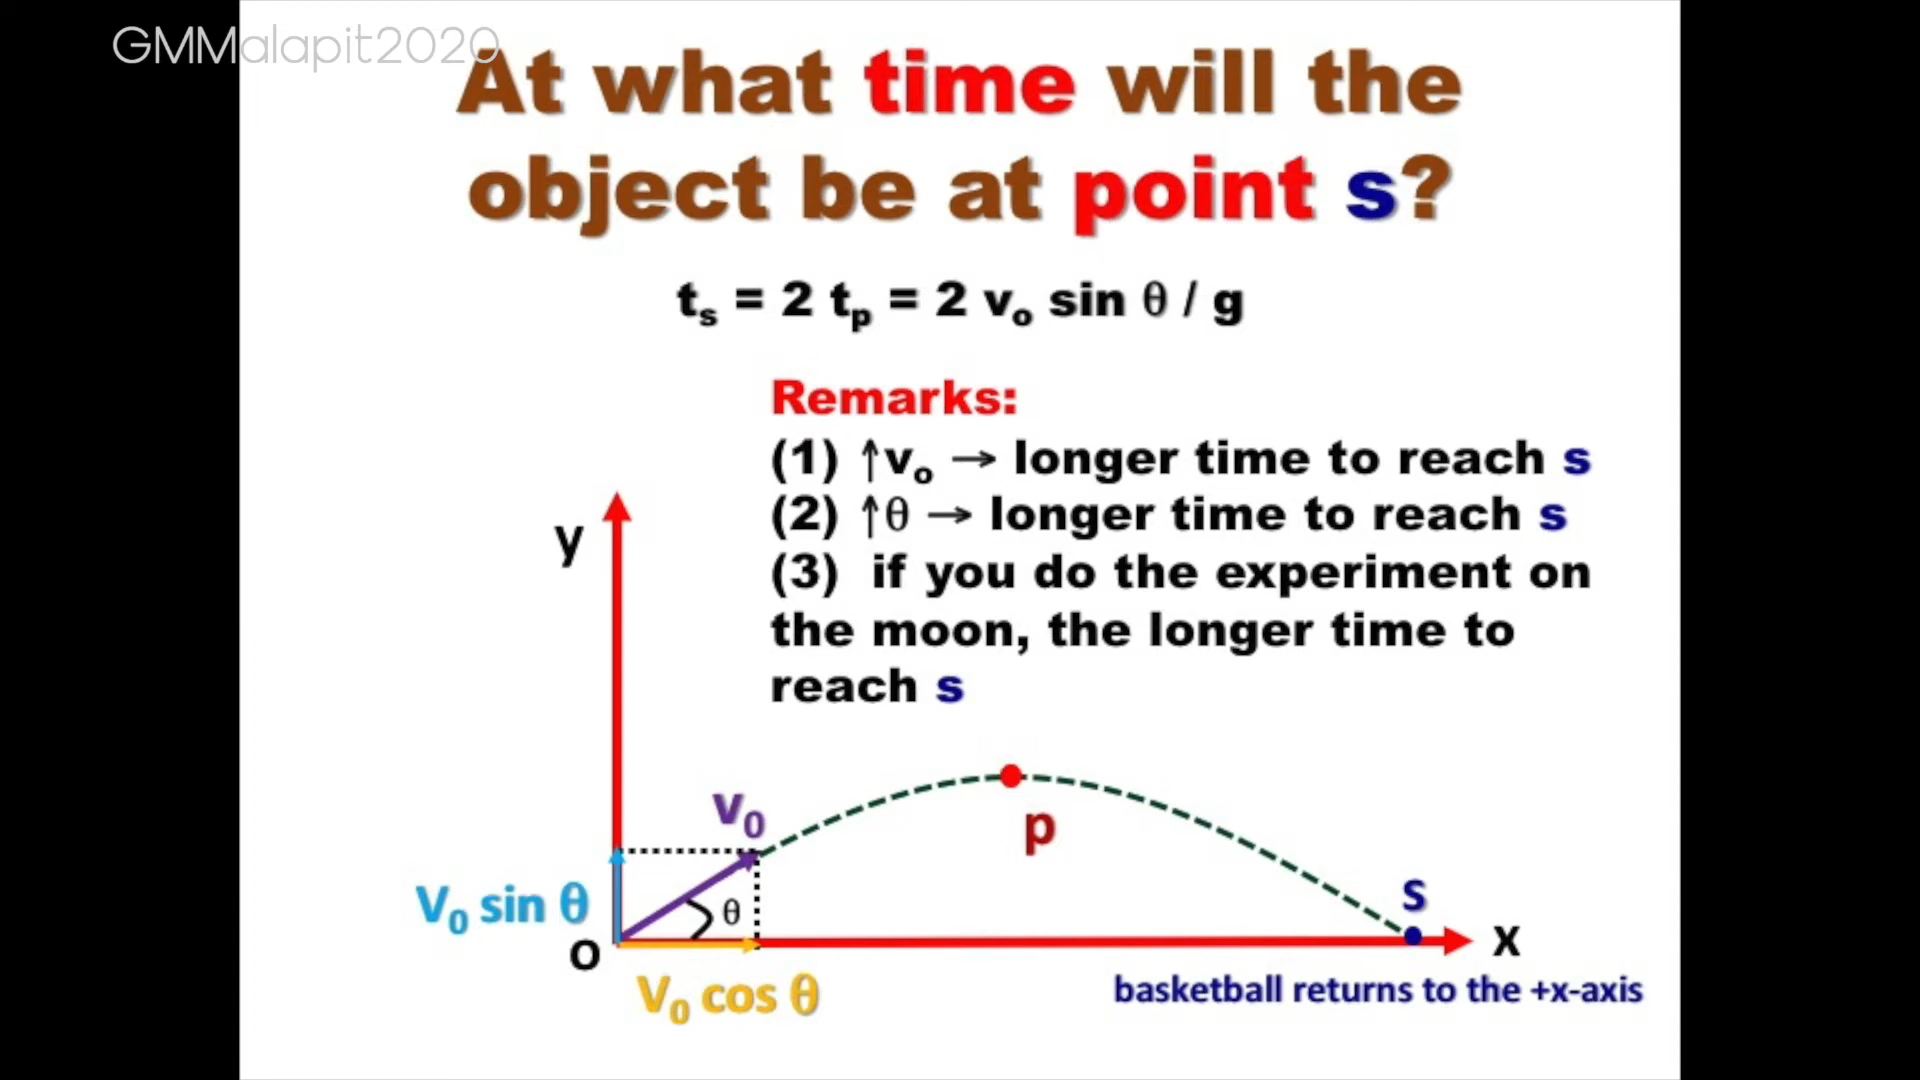 GMMalapit2020
At what time will the
object be at point s?
tₛ = 2 tₚ = 2 vₒ sin θ / g
Remarks:
(1) ↑vₒ → longer time to reach s
(2) ↑θ → longer time to reach s
(3) if you do the experiment on
the moon, the longer time to
reach s
y
v₀
p
V₀ sin θ
θ
s
o
x
V₀ cos θ
basketball returns to the +x-axis